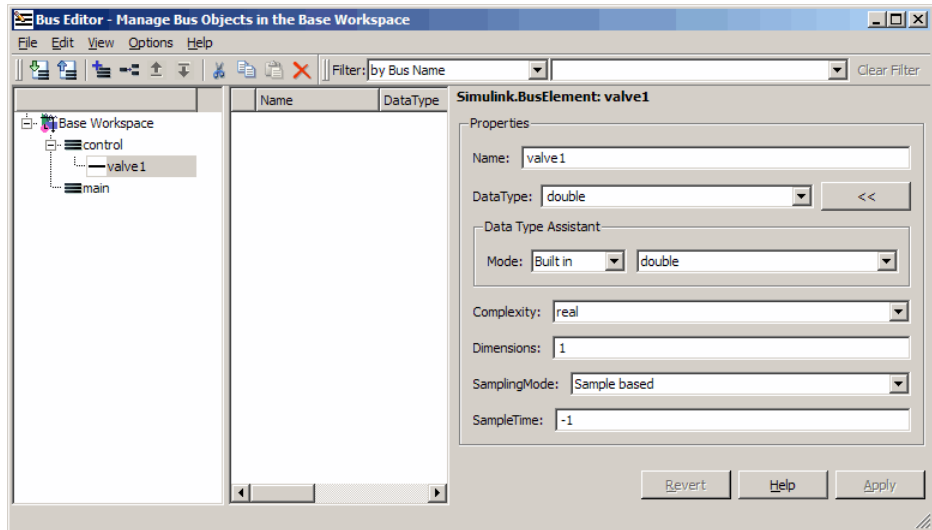 Bus Editor - Manage Bus Objects in the Base Workspace
File Edit View Options Help
Filter: by Bus Name Clear Filter
Name DataType
Base Workspace
control
valve1
main
Simulink.BusElement: valve1
Properties
Name: valve1
DataType: double <<
Data Type Assistant
Mode: Built in double
Complexity: real
Dimensions: 1
SamplingMode: Sample based
SampleTime: -1
Revert Help Apply